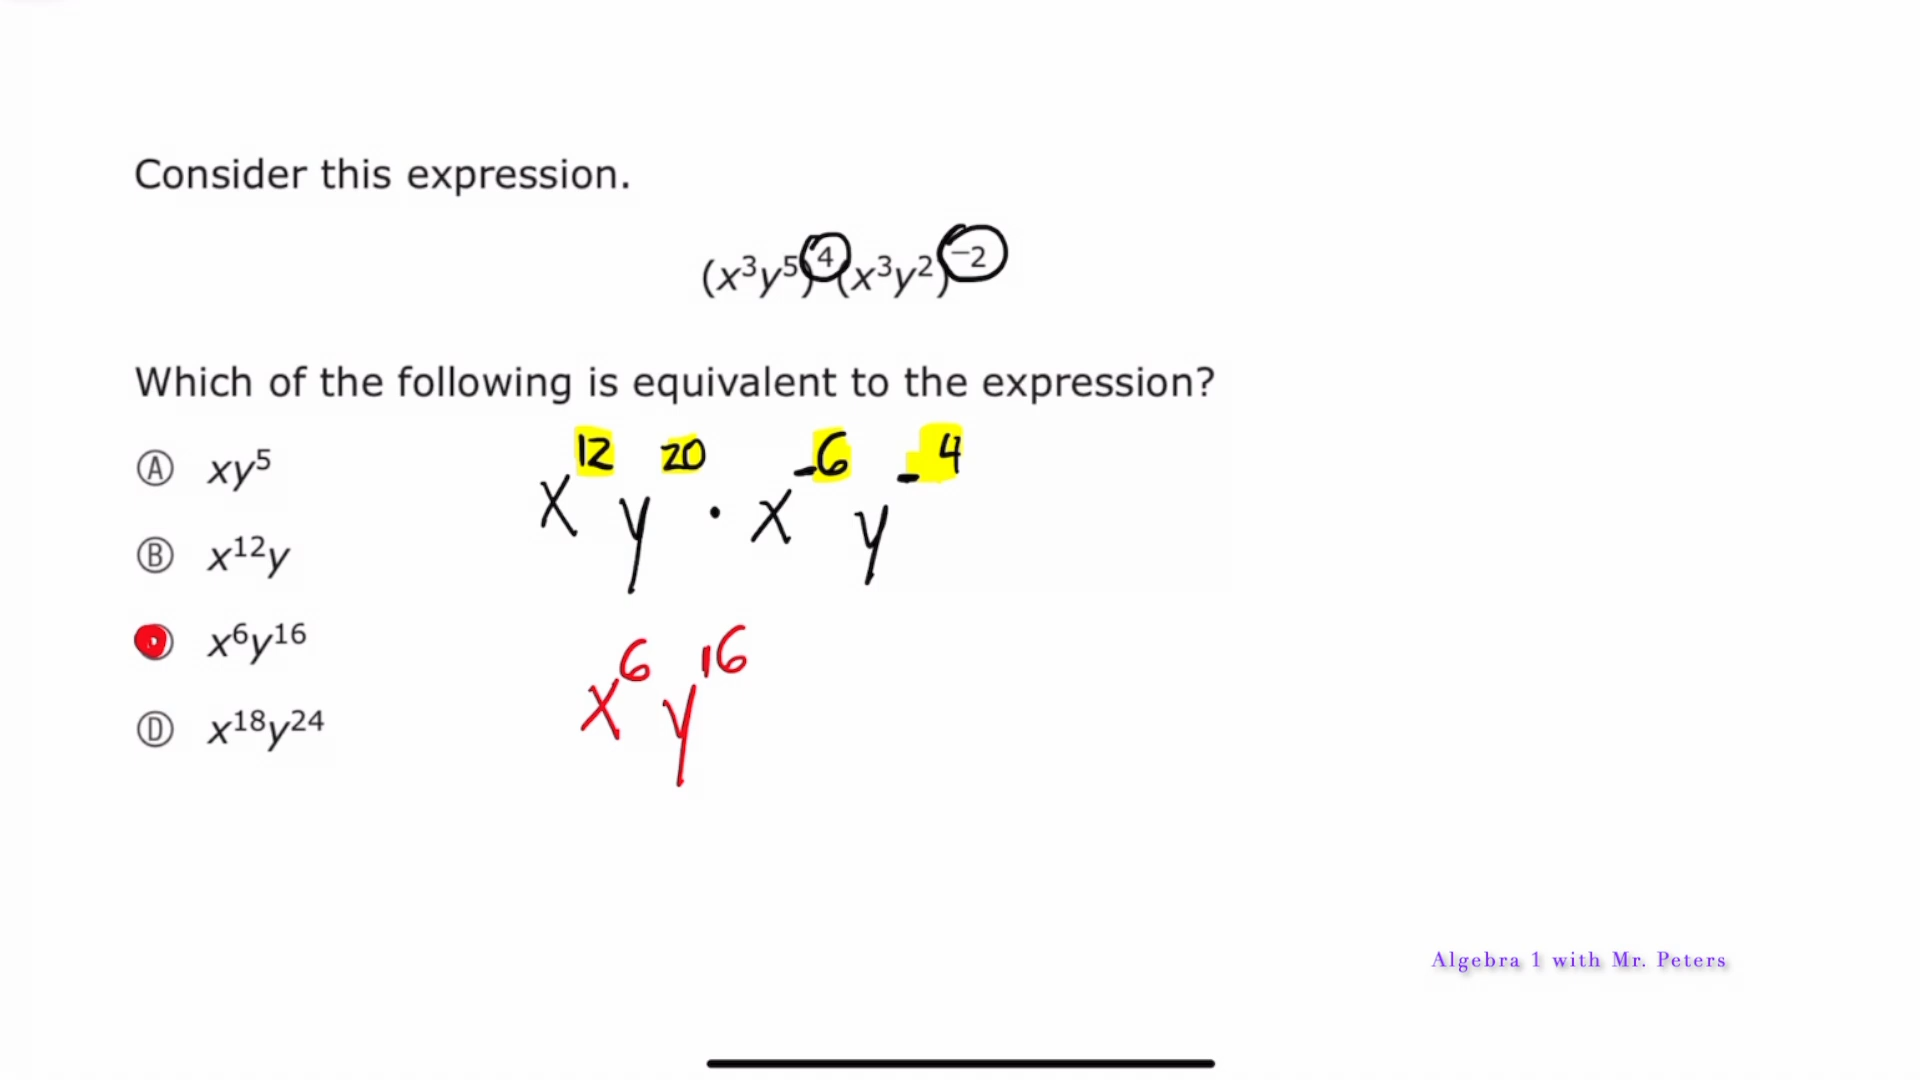 Consider this expression.
(x³y⁵)⁴(x³y²)⁻²
Which of the following is equivalent to the expression?
Ⓐ xy⁵
Ⓑ x¹²y
x⁶y¹⁶
Ⓓ x¹⁸y²⁴
x¹²y²⁰ · x⁻⁶y⁻⁴
x⁶y¹⁶
Algebra 1 with Mr. Peters